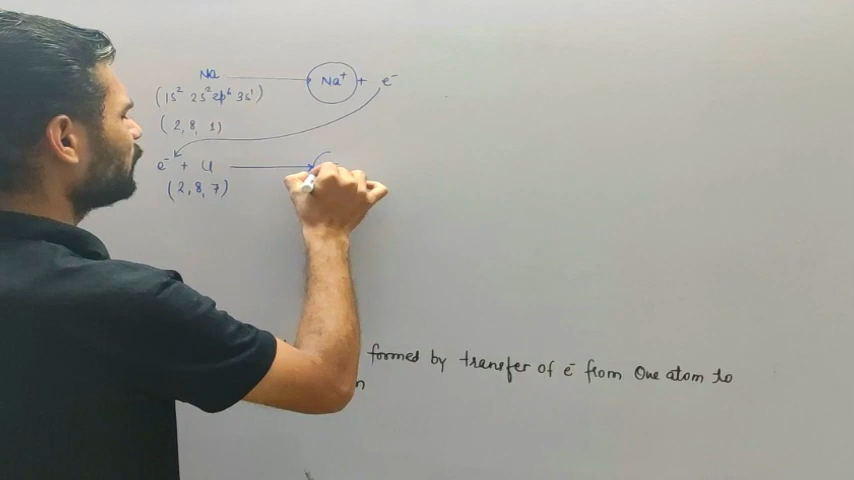 Na → Na⁺ + e⁻
(1s² 2s² 2p⁶ 3s¹)
(2, 8, 1)
e⁻ + Cl →
(2, 8, 7)
formed by transfer of e⁻ from One atom to